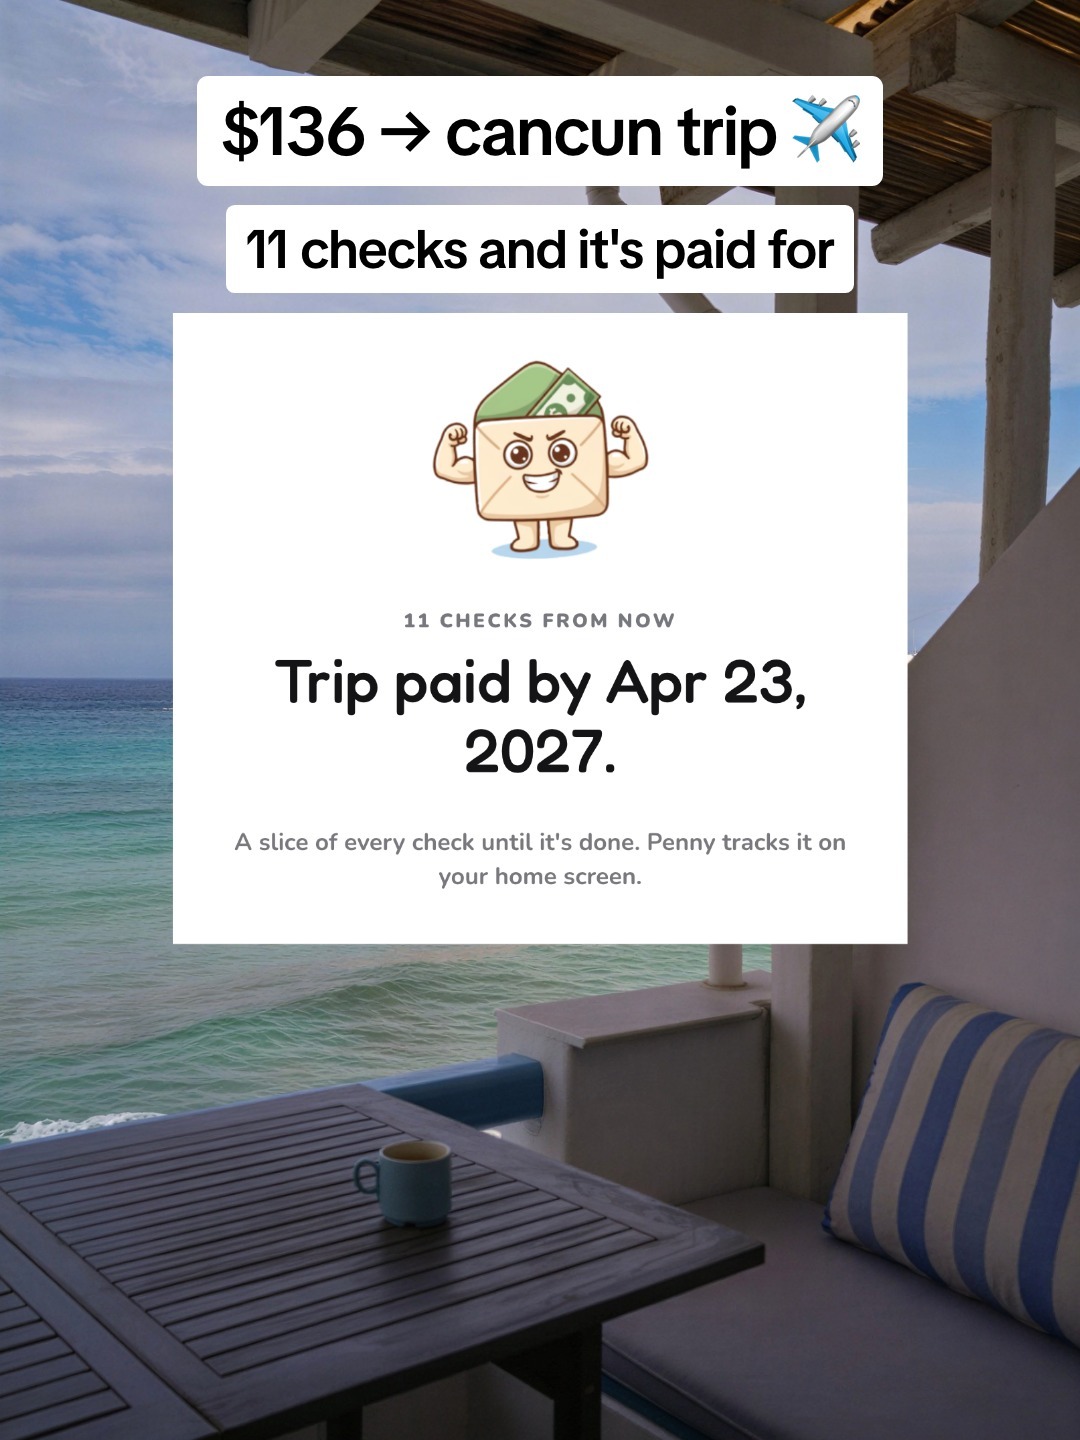 $136 → cancun trip ✈️
11 checks and it's paid for
11 CHECKS FROM NOW
Trip paid by Apr 23,
2027.
A slice of every check until it's done. Penny tracks it on
your home screen.